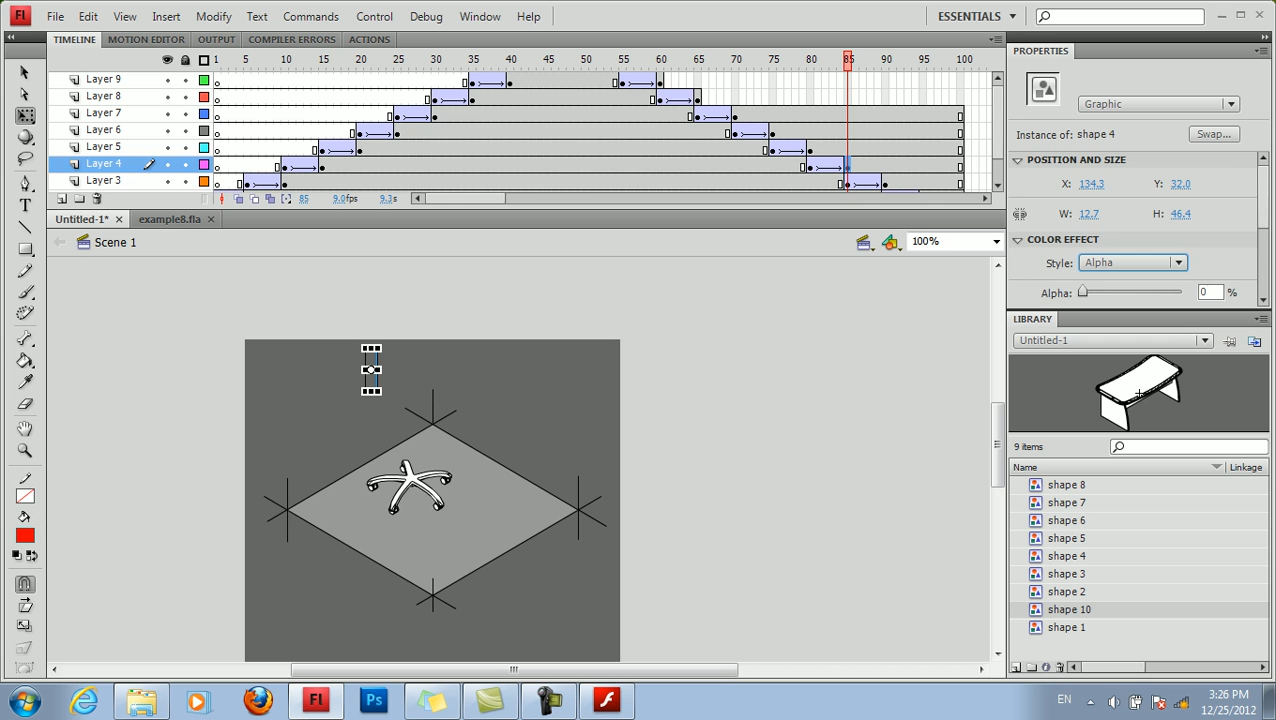 Fl File Edit View Insert Modify Text Commands Control Debug Window Help ESSENTIALS
TIMELINE MOTION EDITOR OUTPUT COMPILER ERRORS ACTIONS
1 5 10 15 20 25 30 35 40 45 50 55 60 65 70 75 80 85 90 95 100
Layer 9
Layer 8
Layer 7
Layer 6
Layer 5
Layer 4
Layer 3
85 9.0fps 9.3s
Untitled-1* × example8.fla ×
Scene 1 100%
PROPERTIES
Graphic
Instance of: shape 4 Swap...
POSITION AND SIZE
X: 134.3 Y: 32.0
W: 12.7 H: 46.4
COLOR EFFECT
Style: Alpha
Alpha: 0 %
LIBRARY
Untitled-1
9 items
Name Linkage
shape 8
shape 7
shape 6
shape 5
shape 4
shape 3
shape 2
shape 10
shape 1
Fl Ps EN 3:26 PM
12/25/2012